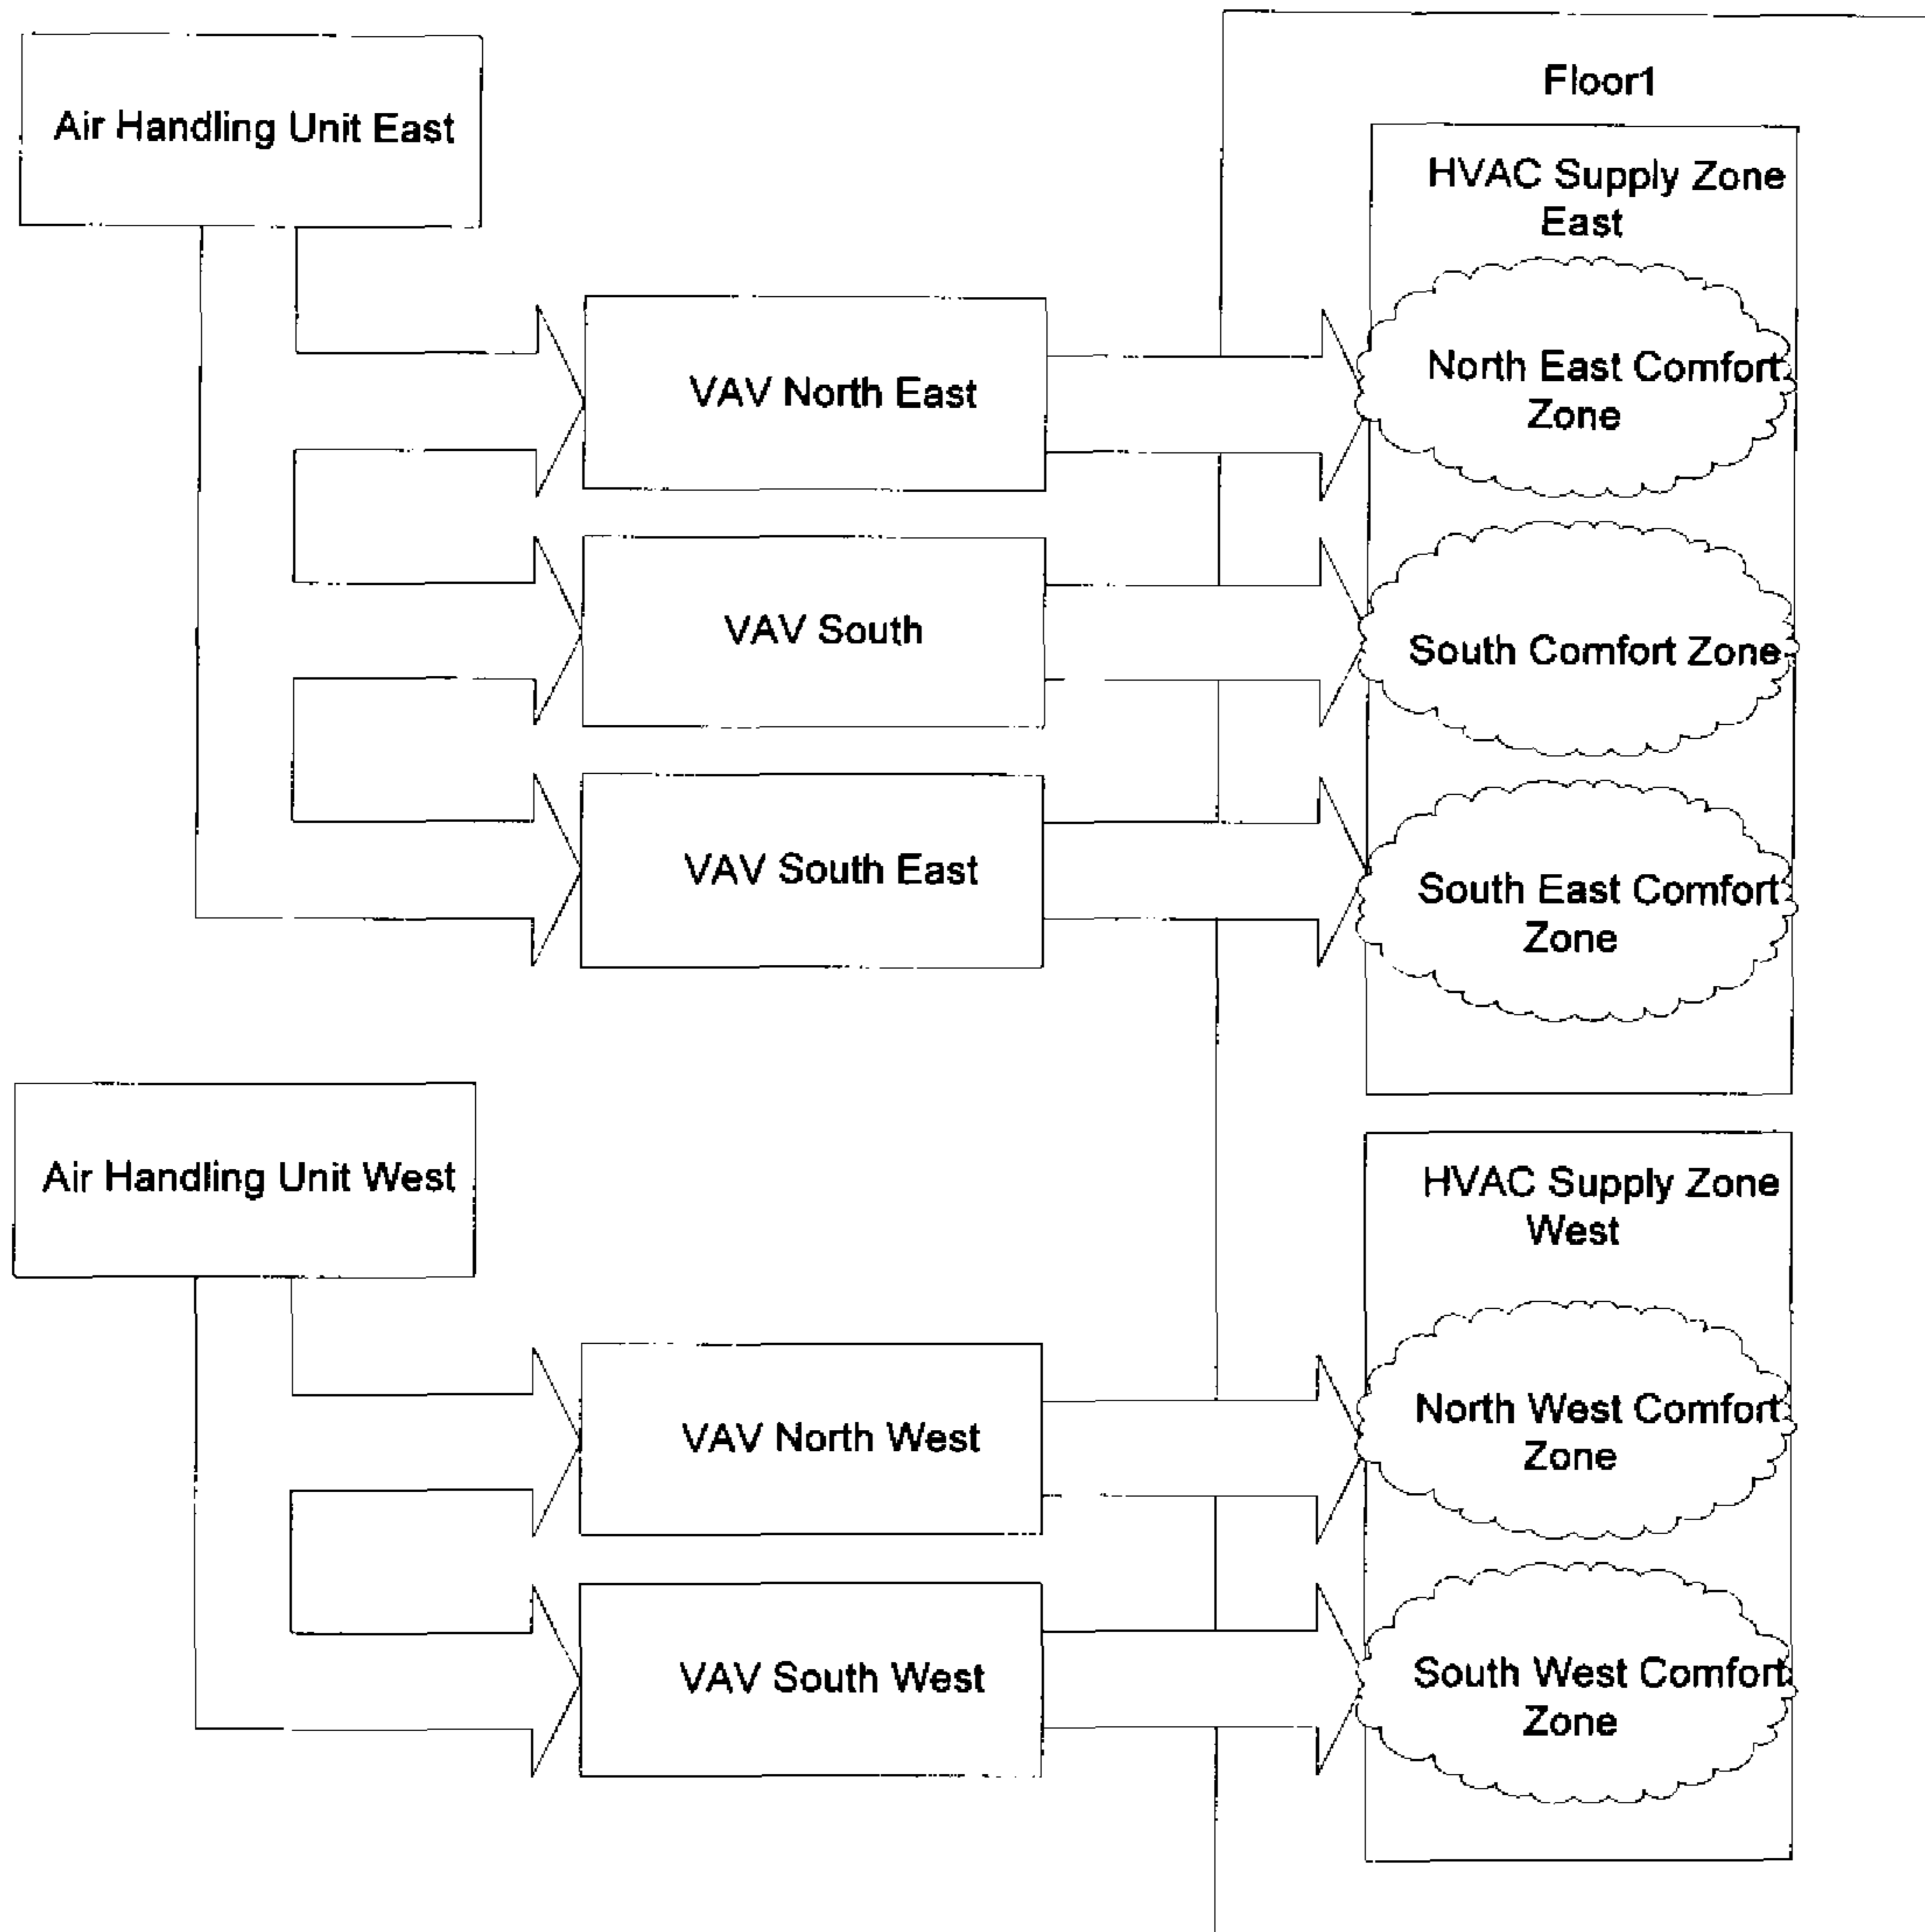 Air Handling Unit East
Floor1
HVAC Supply Zone
East
VAV North East
North East Comfort
Zone
VAV South
South Comfort Zone
VAV South East
South East Comfort
Zone
Air Handling Unit West
HVAC Supply Zone
West
VAV North West
North West Comfort
Zone
VAV South West
South West Comfort
Zone